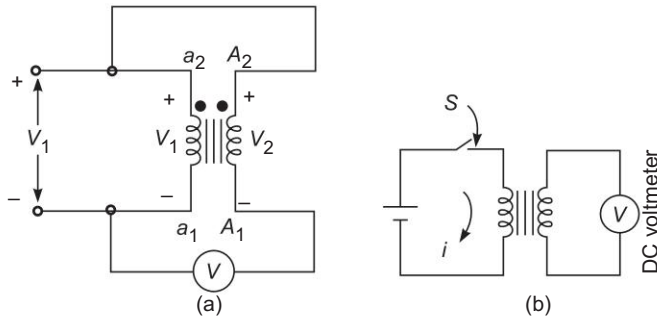 a2 A2
+ + +
V1 V1 V2
– – –
a1 A1
V
(a)
S
i
V
DC voltmeter
(b)